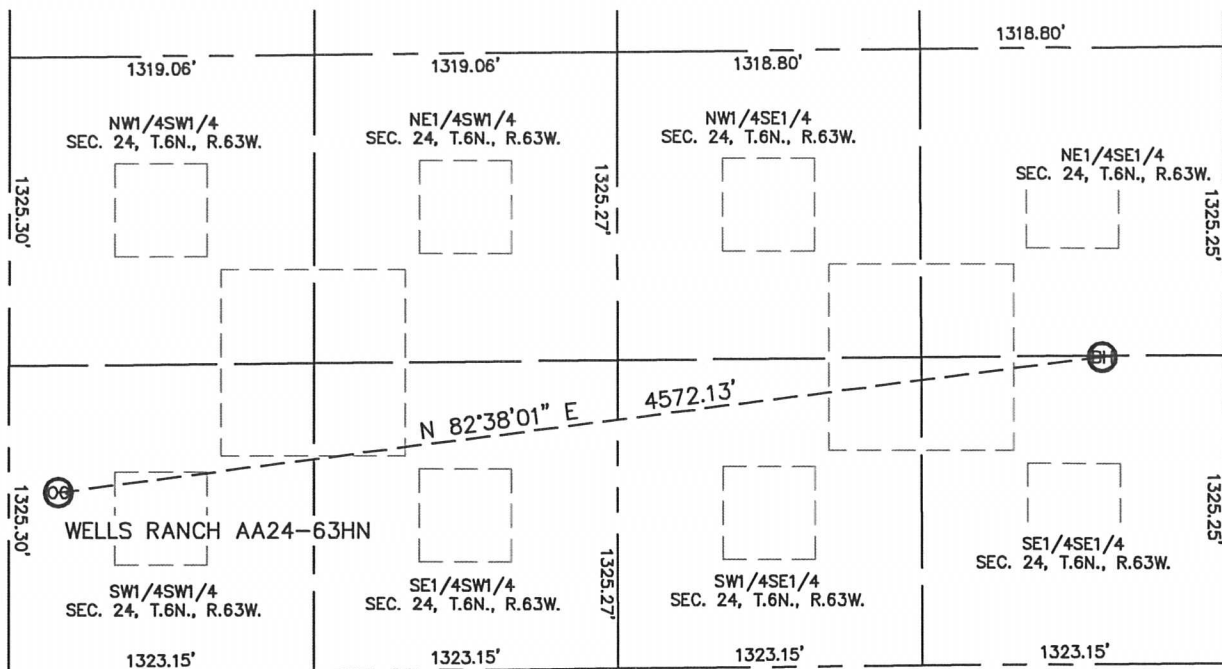 1318.80'
1319.06'
1319.06'
1318.80'
NW1/4SW1/4
SEC. 24, T.6N., R.63W.
NE1/4SW1/4
SEC. 24, T.6N., R.63W.
NW1/4SE1/4
SEC. 24, T.6N., R.63W.
NE1/4SE1/4
SEC. 24, T.6N., R.63W.
1325.30'
1325.27'
1325.25'
BH
N 82°38'01" E 4572.13'
OG
WELLS RANCH AA24-63HN
1325.30'
1325.27'
1325.25'
SW1/4SW1/4
SEC. 24, T.6N., R.63W.
SE1/4SW1/4
SEC. 24, T.6N., R.63W.
SW1/4SE1/4
SEC. 24, T.6N., R.63W.
SE1/4SE1/4
SEC. 24, T.6N., R.63W.
1323.15'
1323.15'
1323.15'
1323.15'